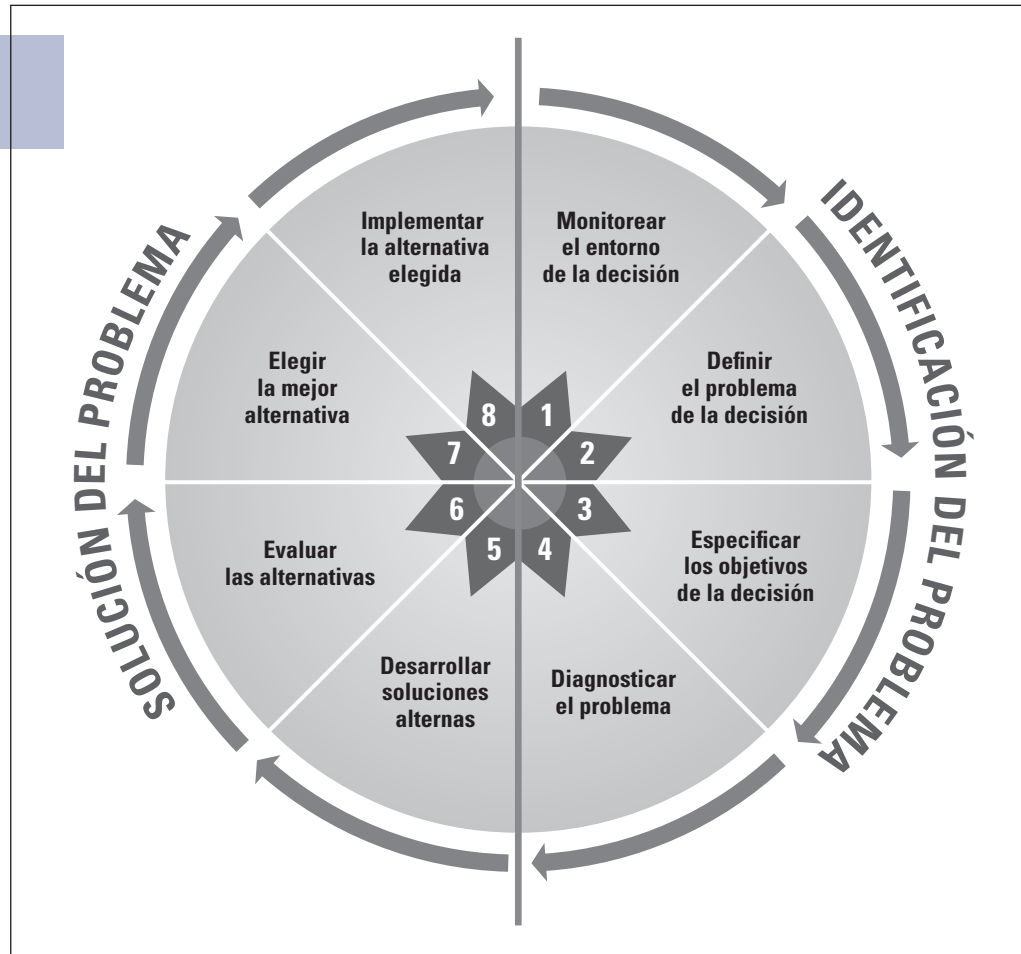 IDENTIFICACIÓN DEL PROBLEMA
1
Monitorear
el entorno
de la decisión
2
Definir
el problema
de la decisión
3
Especificar
los objetivos
de la decisión
4
Diagnosticar
el problema
SOLUCIÓN DEL PROBLEMA
5
Desarrollar
soluciones
alternas
6
Evaluar
las alternativas
7
Elegir
la mejor
alternativa
8
Implementar
la alternativa
elegida